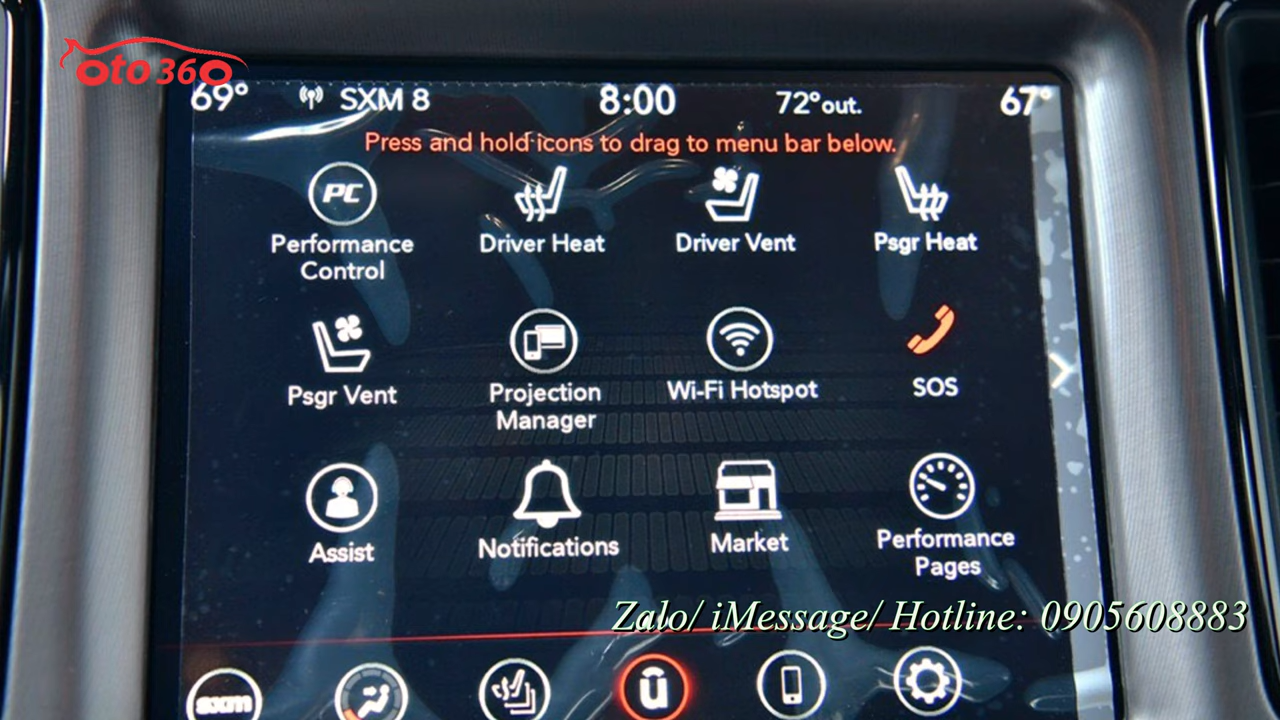 oto360
69° SXM 8 8:00 72° out. 67°
Press and hold icons to drag to menu bar below.
PC
Performance
Control
Driver Heat
Driver Vent
Psgr Heat
Psgr Vent
Projection
Manager
Wi-Fi Hotspot
SOS
Assist
Notifications
Market
Performance
Pages
Zalo/ iMessage/ Hotline: 0905608883
sxm
ū